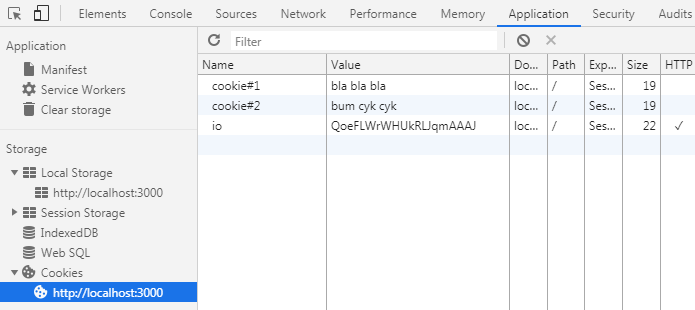 Elements Console Sources Network Performance Memory Application Security Audits
Application
Manifest
Service Workers
Clear storage
Storage
Local Storage
http://localhost:3000
Session Storage
IndexedDB
Web SQL
Cookies
http://localhost:3000
Filter
Name Value Do... Path Exp... Size HTTP
cookie#1 bla bla bla loc... / Ses... 19
cookie#2 bum cyk cyk loc... / Ses... 19
io QoeFLWrWHUkRLJqmAAAJ loc... / Ses... 22 ✓